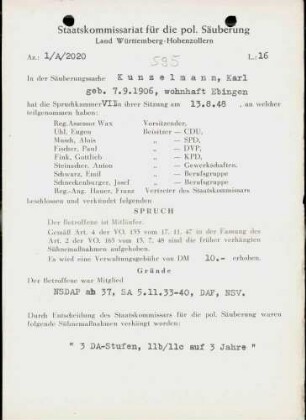 Staatskommissariat für die pol. Säuberung
Land Württemberg-Hohenzollern
Az.: 1/A/2020
595
L.: 16
In der Säuberungssache Kunzelmann, Karl
geb. 7.9.1906, wohnhaft Ebingen
hat die Spruchkammer VII in ihrer Sitzung am 13.8.48 , an welcher
teilgenommen haben:
Reg.Assessor Wax Vorsitzender,
Uhl, Eugen Beisitzer — CDU,
Munch, Alois „ — SPD,
Fischer, Paul „ — DVP,
Fink, Gottlieb „ — KPD,
Steimacher, Anton „ — Gewerkschaften,
Schwarz, Emil „ — Berufsgruppe
Schneckenburger, Josef „ — Berufsgruppe
Reg.-Ang. Hauer, Franz Vertreter des Staatskommissars
beschlossen und verkündet folgenden
SPRUCH
Der Betroffene ist Mitläufer.
Gemäß Art. 4 der VO 133 vom 17. 11. 47 in der Fassung des
Art. 2 der VO. 165 vom 13. 7. 48 sind die früher verhängten
Sühnemaßnahmen aufgehoben.
Es wird eine Verwaltungsgebühr von DM 10.— erhoben.
Gründe
Der Betroffene war Mitglied
NSDAP ab 37, SA 5.11.33-40, DAF, NSV.
Durch Entscheidung des Staatskommissars für die pol. Säuberung waren
folgende Sühnemaßnahmen verhängt worden:
" 3 DA-Stufen, 11b/11c auf 3 Jahre "